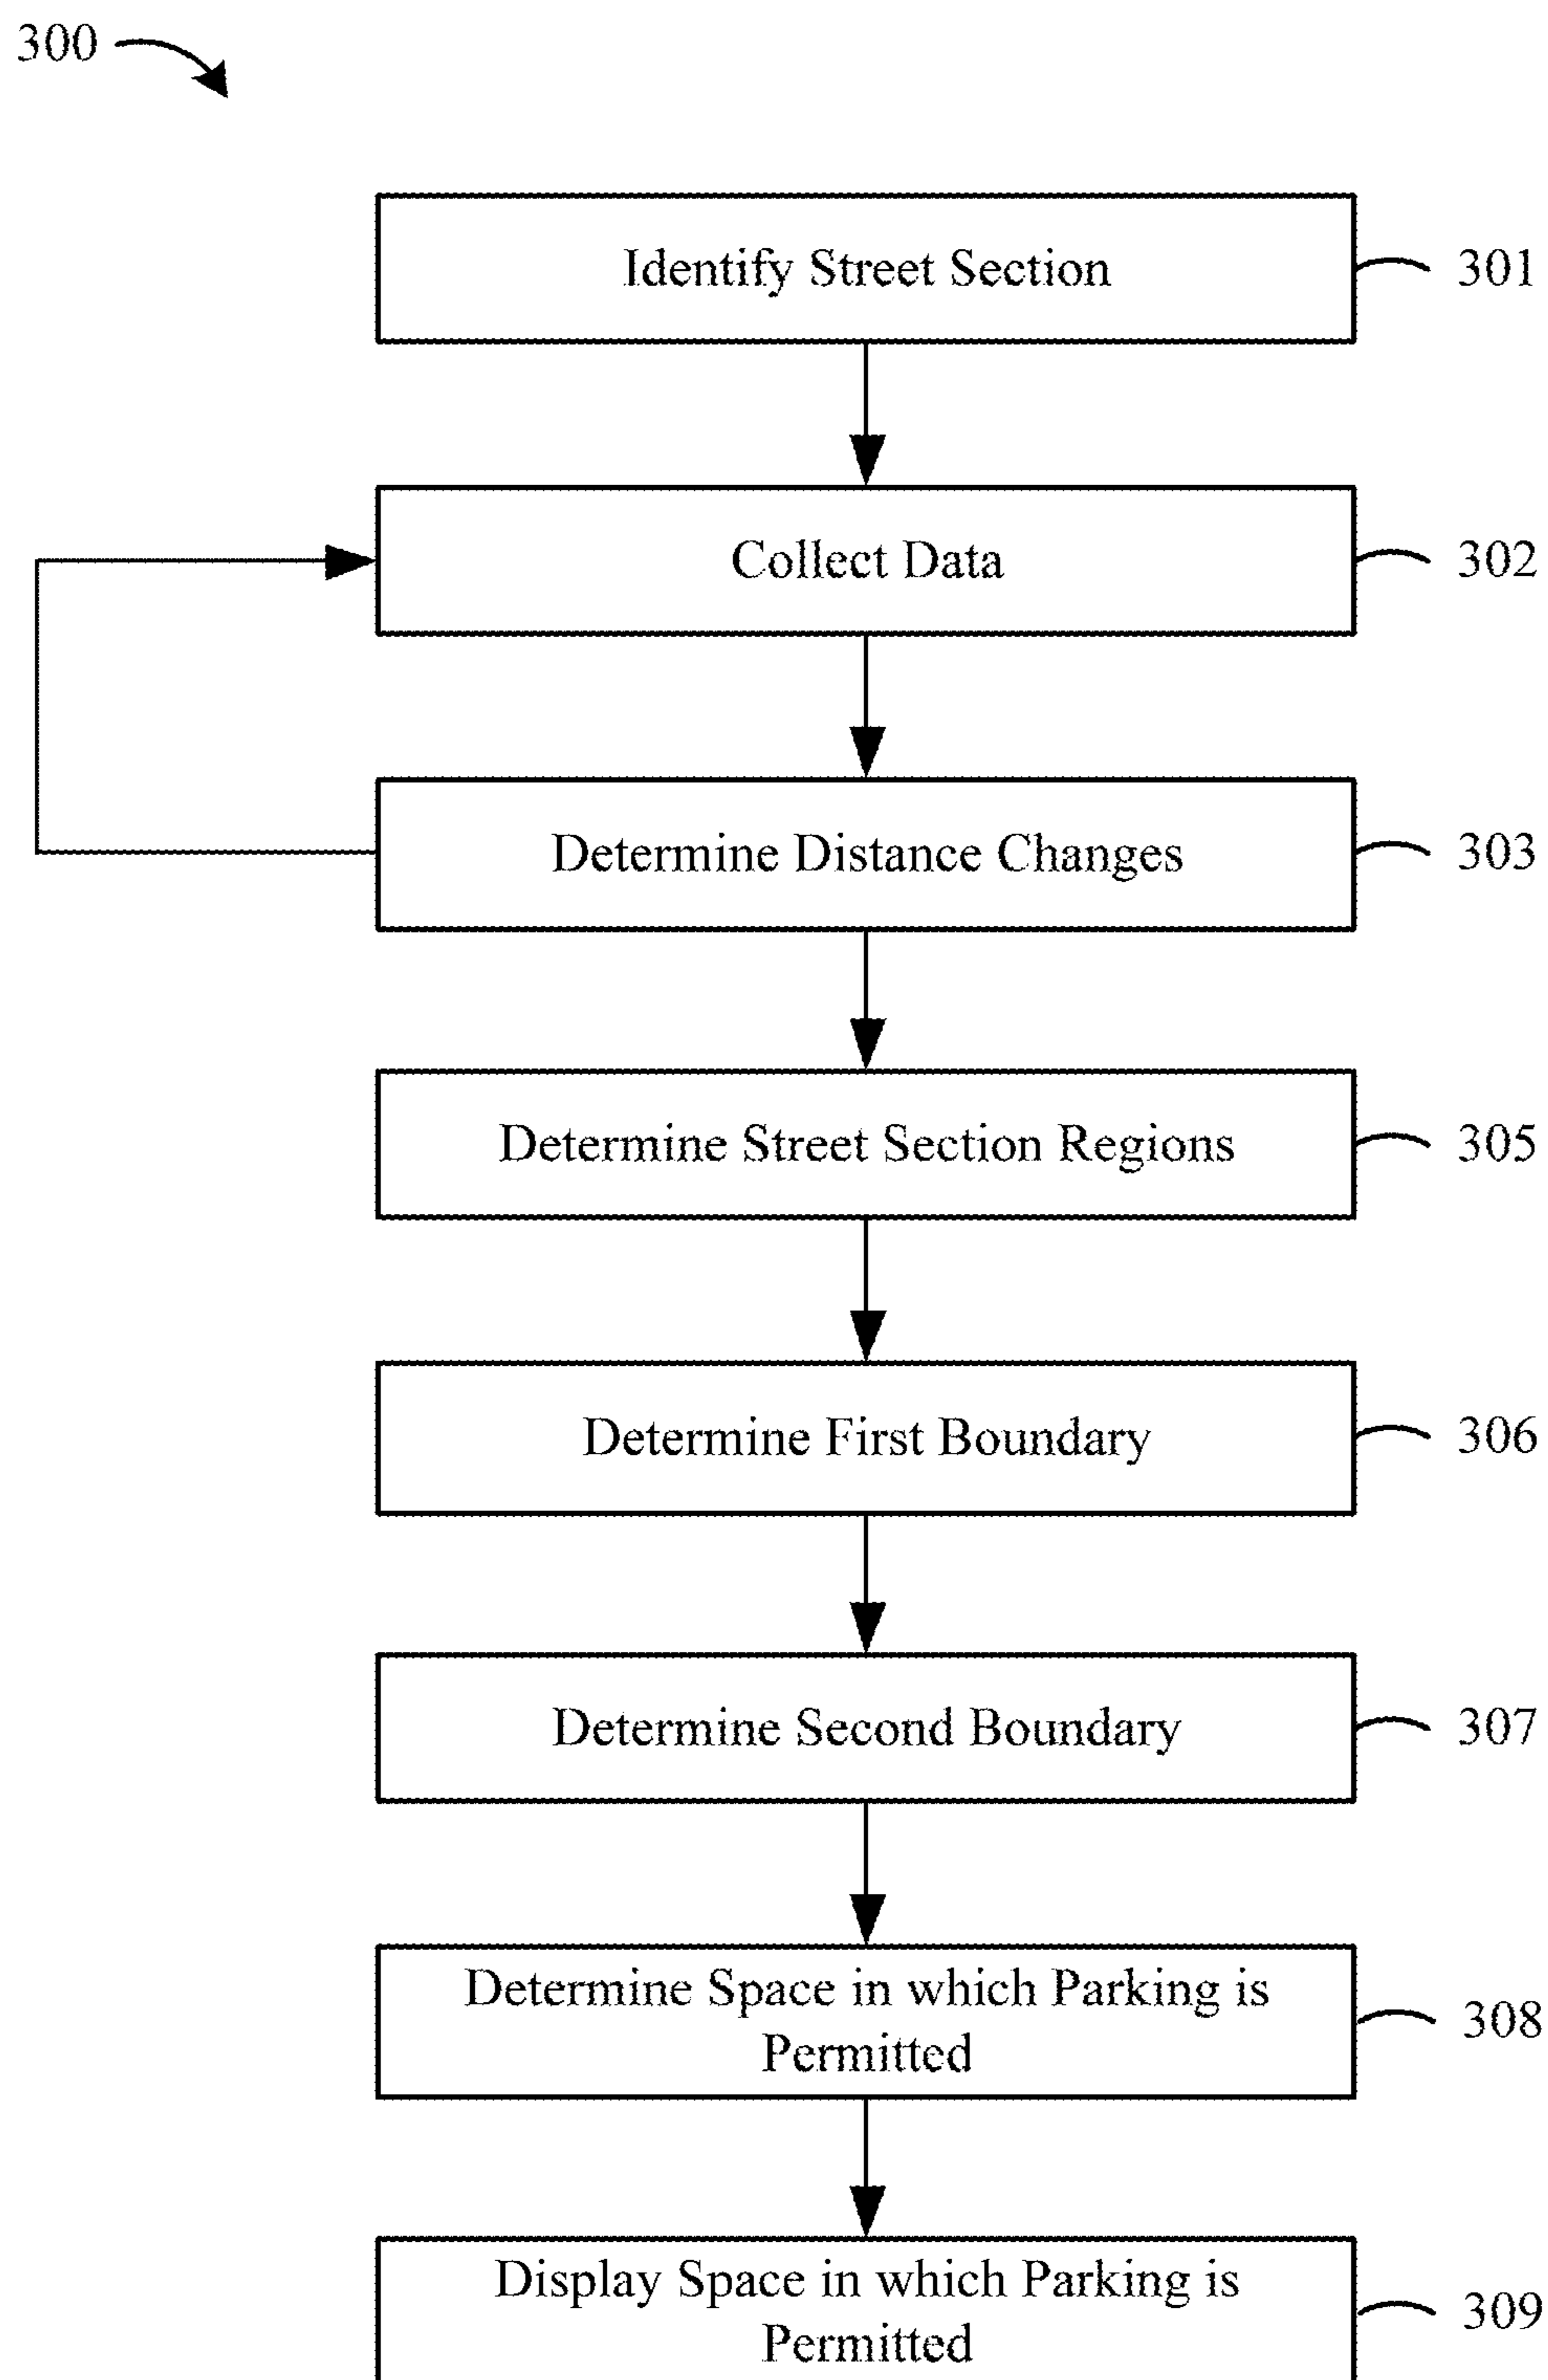 300
Identify Street Section
301
Collect Data
302
Determine Distance Changes
303
Determine Street Section Regions
305
Determine First Boundary
306
Determine Second Boundary
307
Determine Space in which Parking is
Permitted
308
Display Space in which Parking is
Permitted
309